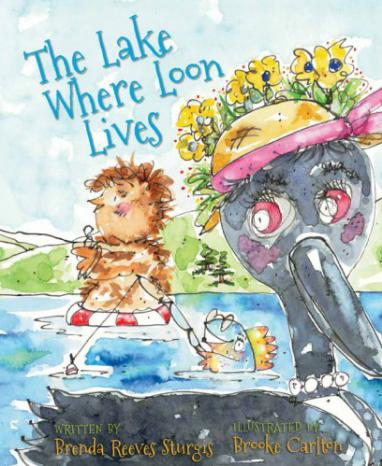 The Lake
Where Loon
Lives
WRITTEN BY
Brenda Reeves Sturgis
ILLUSTRATED BY
Brooke Carlton